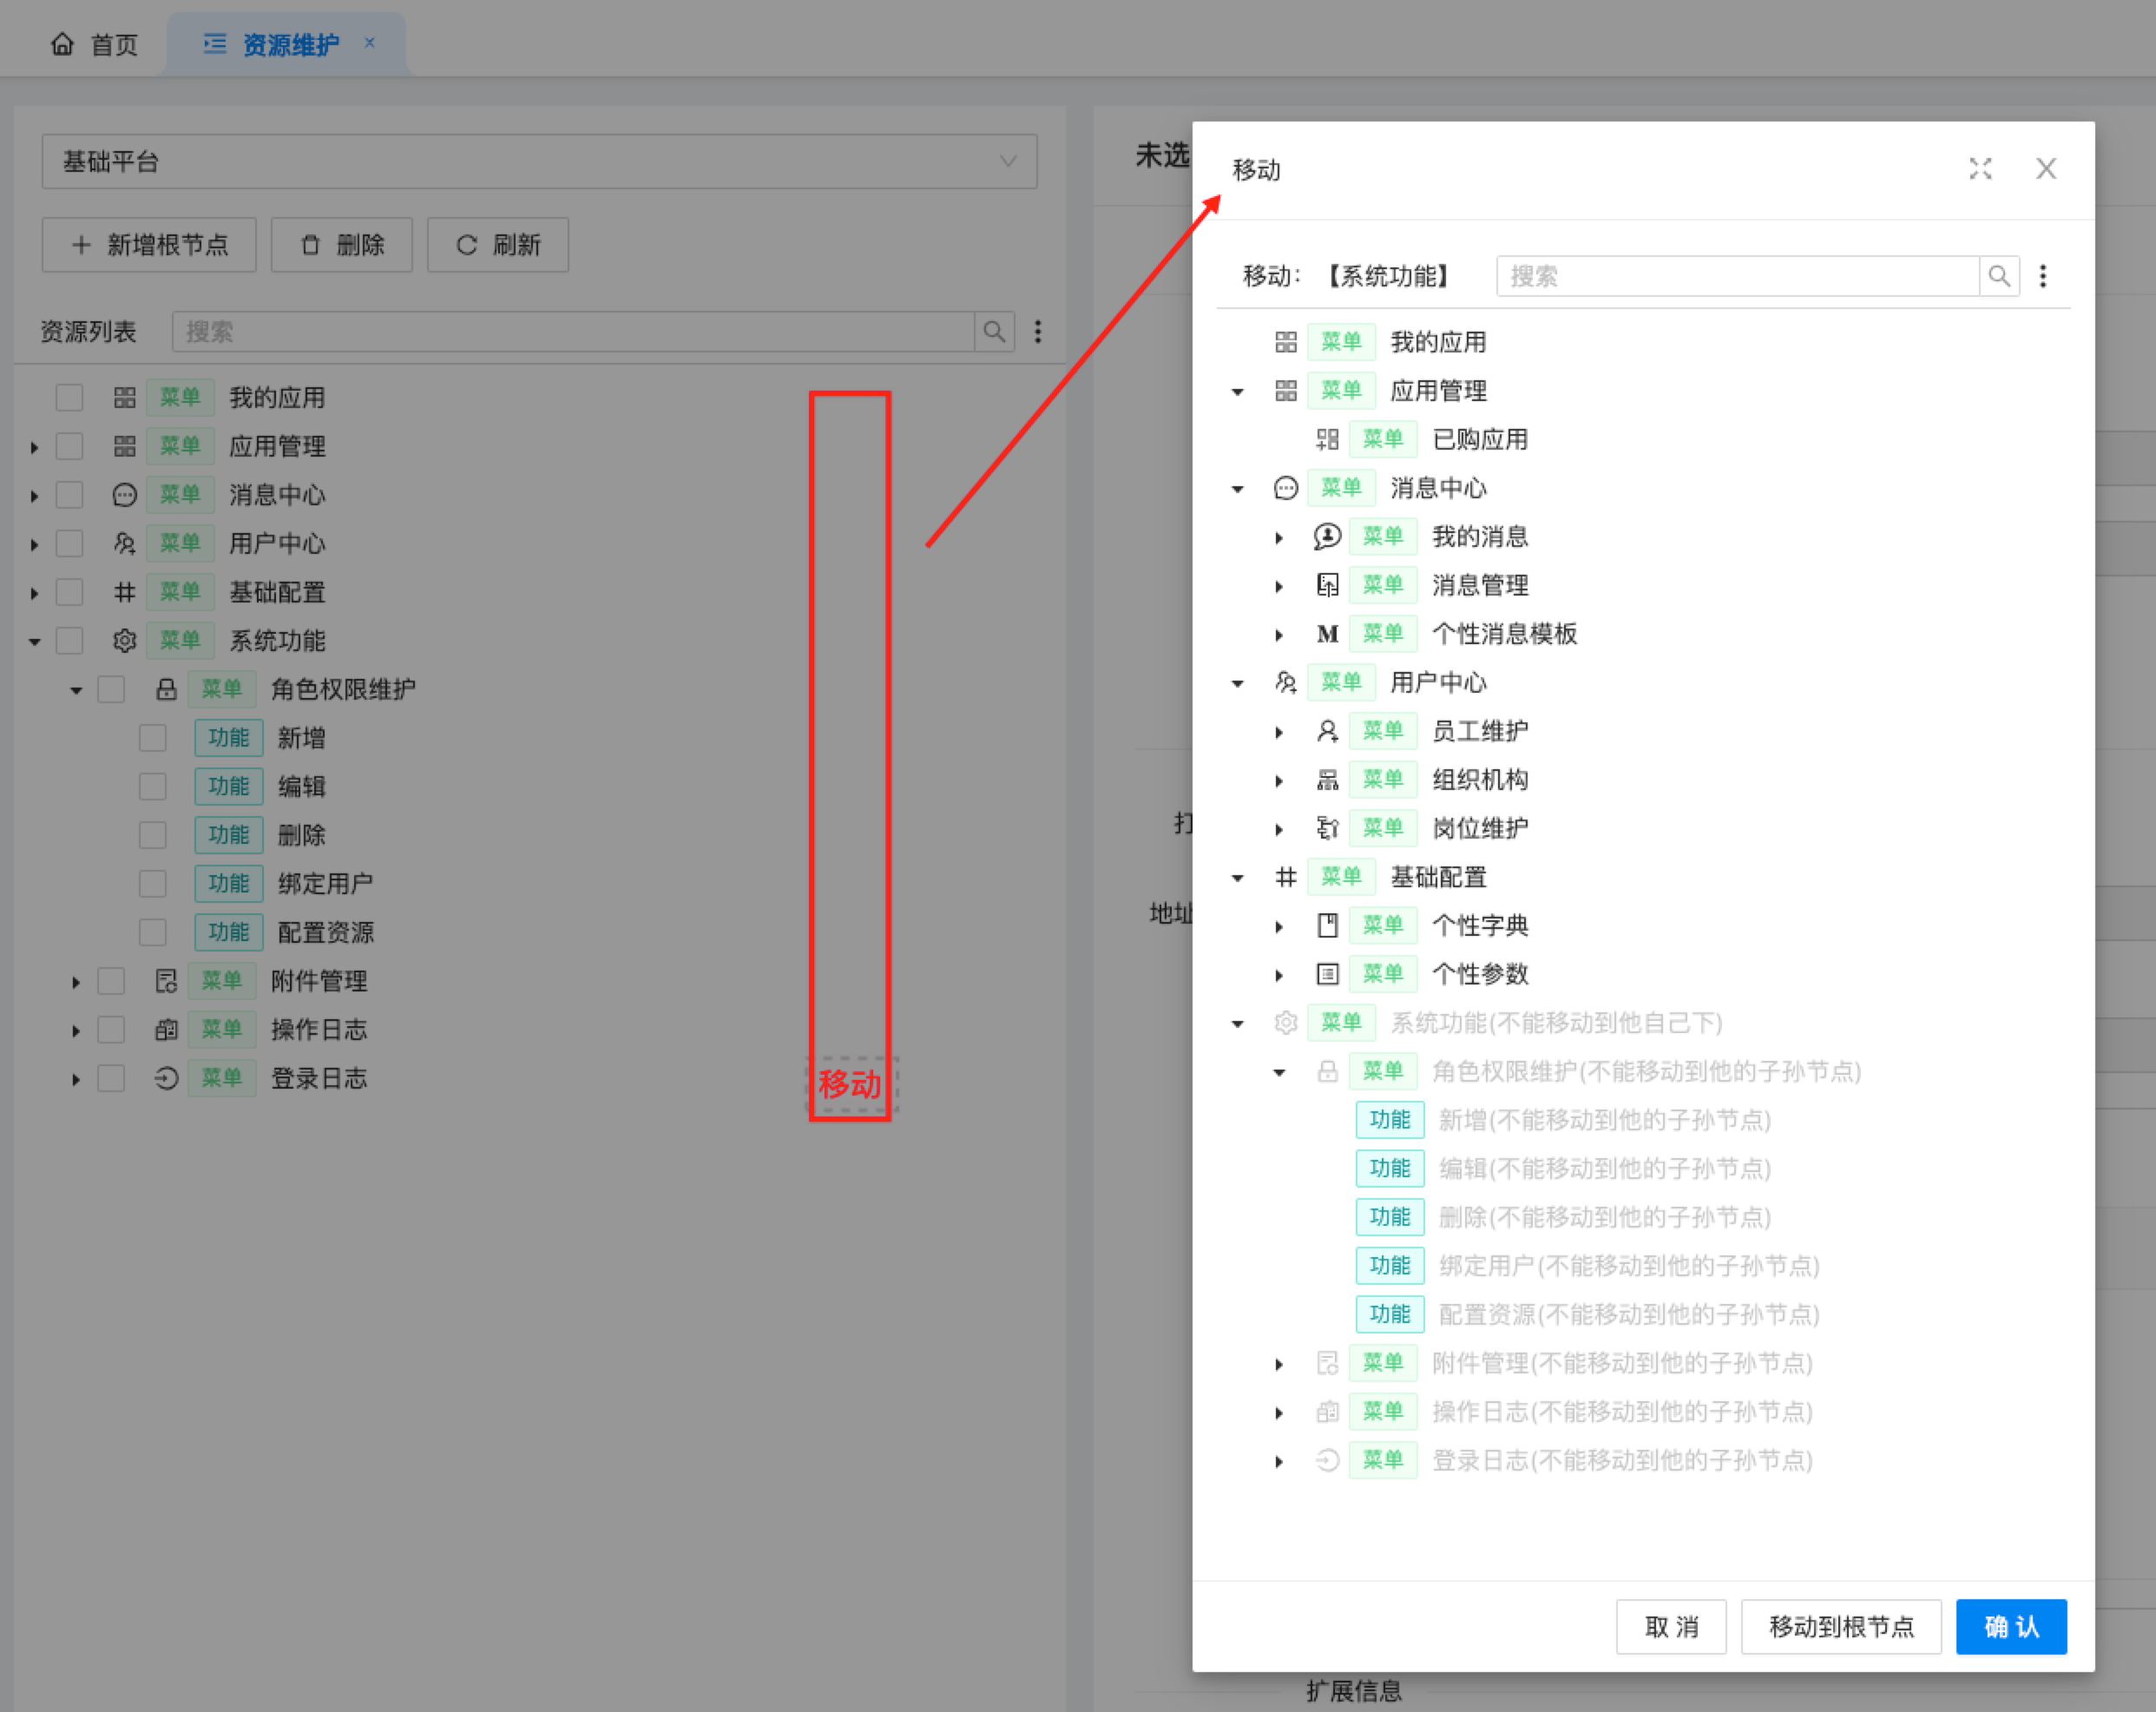 首页
资源维护
基础平台
新增根节点
删除
刷新
资源列表
搜索
菜单 我的应用
菜单 应用管理
菜单 消息中心
菜单 用户中心
菜单 基础配置
菜单 系统功能
菜单 角色权限维护
功能 新增
功能 编辑
功能 删除
功能 绑定用户
功能 配置资源
菜单 附件管理
菜单 操作日志
菜单 登录日志
移动
未选
打
地址
扩展信息
移动
移动：【系统功能】
搜索
菜单 我的应用
菜单 应用管理
菜单 已购应用
菜单 消息中心
菜单 我的消息
菜单 消息管理
M 菜单 个性消息模板
菜单 用户中心
菜单 员工维护
菜单 组织机构
菜单 岗位维护
菜单 基础配置
菜单 个性字典
菜单 个性参数
菜单 系统功能(不能移动到他自己下)
菜单 角色权限维护(不能移动到他的子孙节点)
功能 新增(不能移动到他的子孙节点)
功能 编辑(不能移动到他的子孙节点)
功能 删除(不能移动到他的子孙节点)
功能 绑定用户(不能移动到他的子孙节点)
功能 配置资源(不能移动到他的子孙节点)
菜单 附件管理(不能移动到他的子孙节点)
菜单 操作日志(不能移动到他的子孙节点)
菜单 登录日志(不能移动到他的子孙节点)
取 消
移动到根节点
确 认